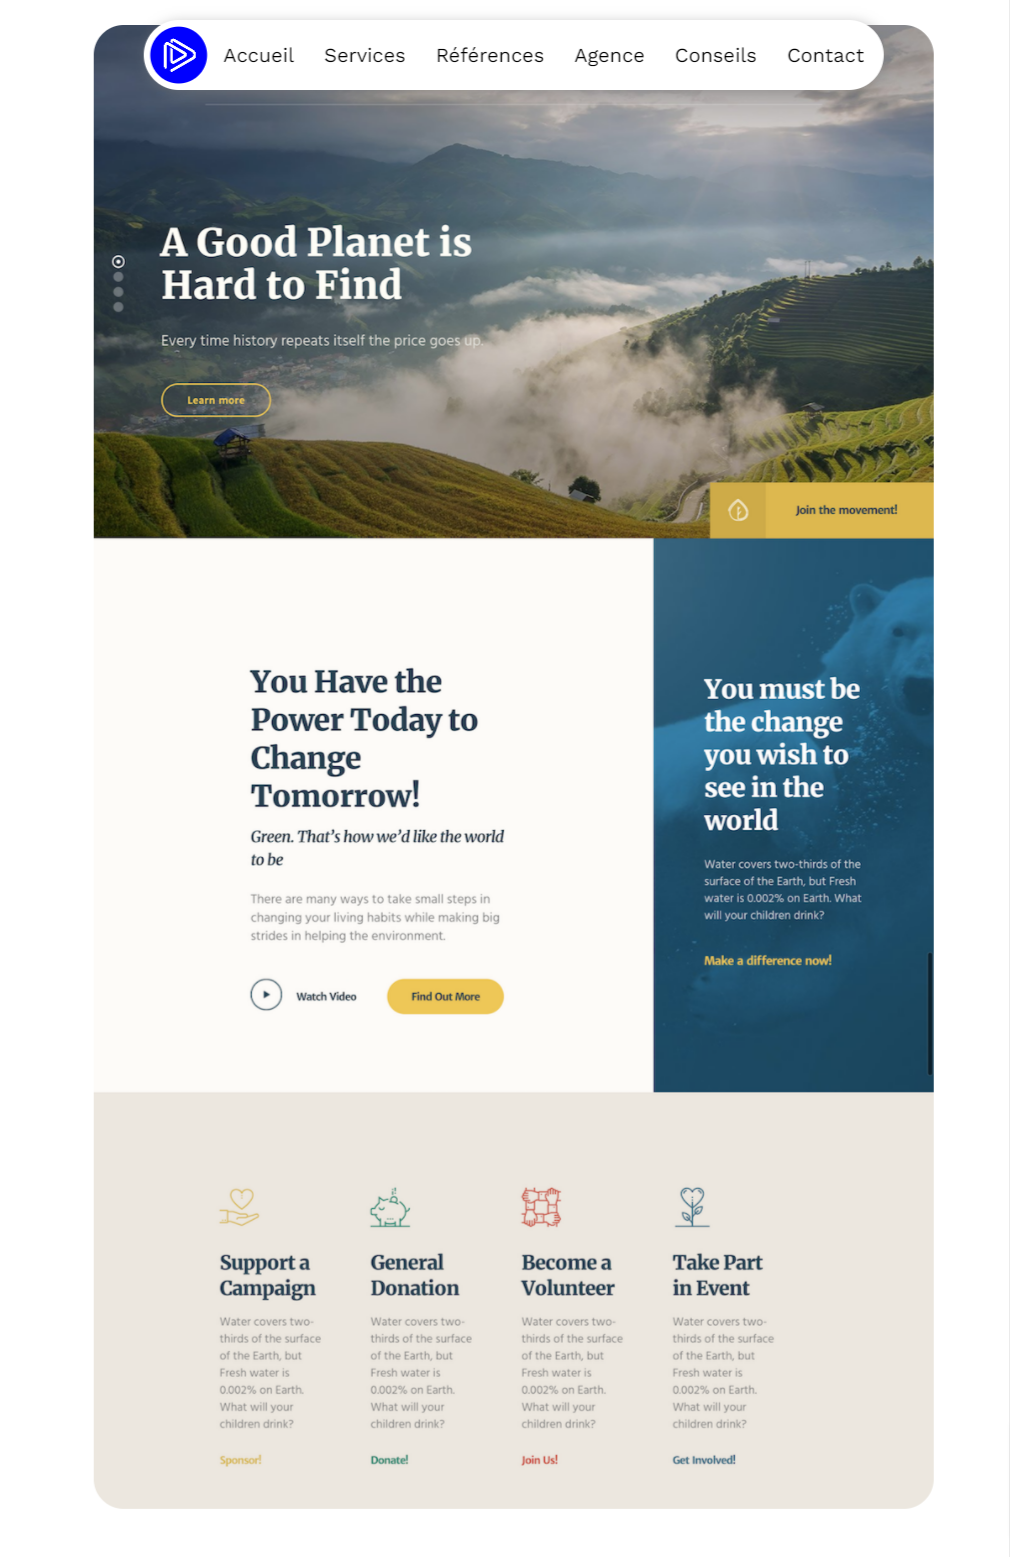 Accueil Services Références Agence Conseils Contact
A Good Planet is
Hard to Find
Every time history repeats itself the price goes up.
Learn more
Join the movement!
You Have the
Power Today to
Change
Tomorrow!
Green. That's how we'd like the world
to be
There are many ways to take small steps in
changing your living habits while making big
strides in helping the environment.
Watch Video
Find Out More
You must be
the change
you wish to
see in the
world
Water covers two-thirds of the
surface of the Earth, but Fresh
water is 0.002% on Earth. What
will your children drink?
Make a difference now!
Support a
Campaign
Water covers two-
thirds of the surface
of the Earth, but
Fresh water is
0.002% on Earth.
What will your
children drink?
Sponsor!
General
Donation
Water covers two-
thirds of the surface
of the Earth, but
Fresh water is
0.002% on Earth.
What will your
children drink?
Donate!
Become a
Volunteer
Water covers two-
thirds of the surface
of the Earth, but
Fresh water is
0.002% on Earth.
What will your
children drink?
Join Us!
Take Part
in Event
Water covers two-
thirds of the surface
of the Earth, but
Fresh water is
0.002% on Earth.
What will your
children drink?
Get Involved!